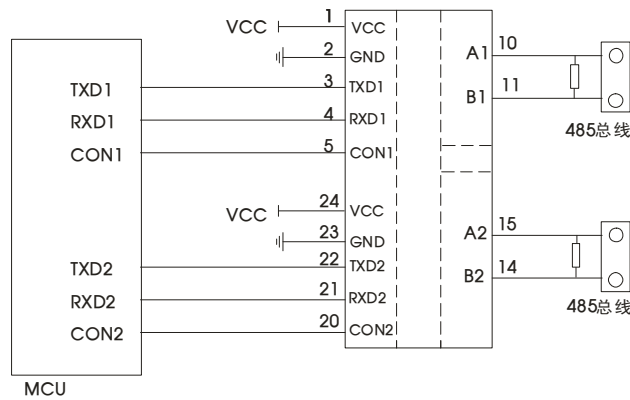 VCC 1 VCC
2 GND
TXD1 3 TXD1
RXD1 4 RXD1
CON1 5 CON1
A1 10
B1 11
485总线
VCC 24 VCC
23 GND
TXD2 22 TXD2
RXD2 21 RXD2
CON2 20 CON2
A2 15
B2 14
485总线
MCU